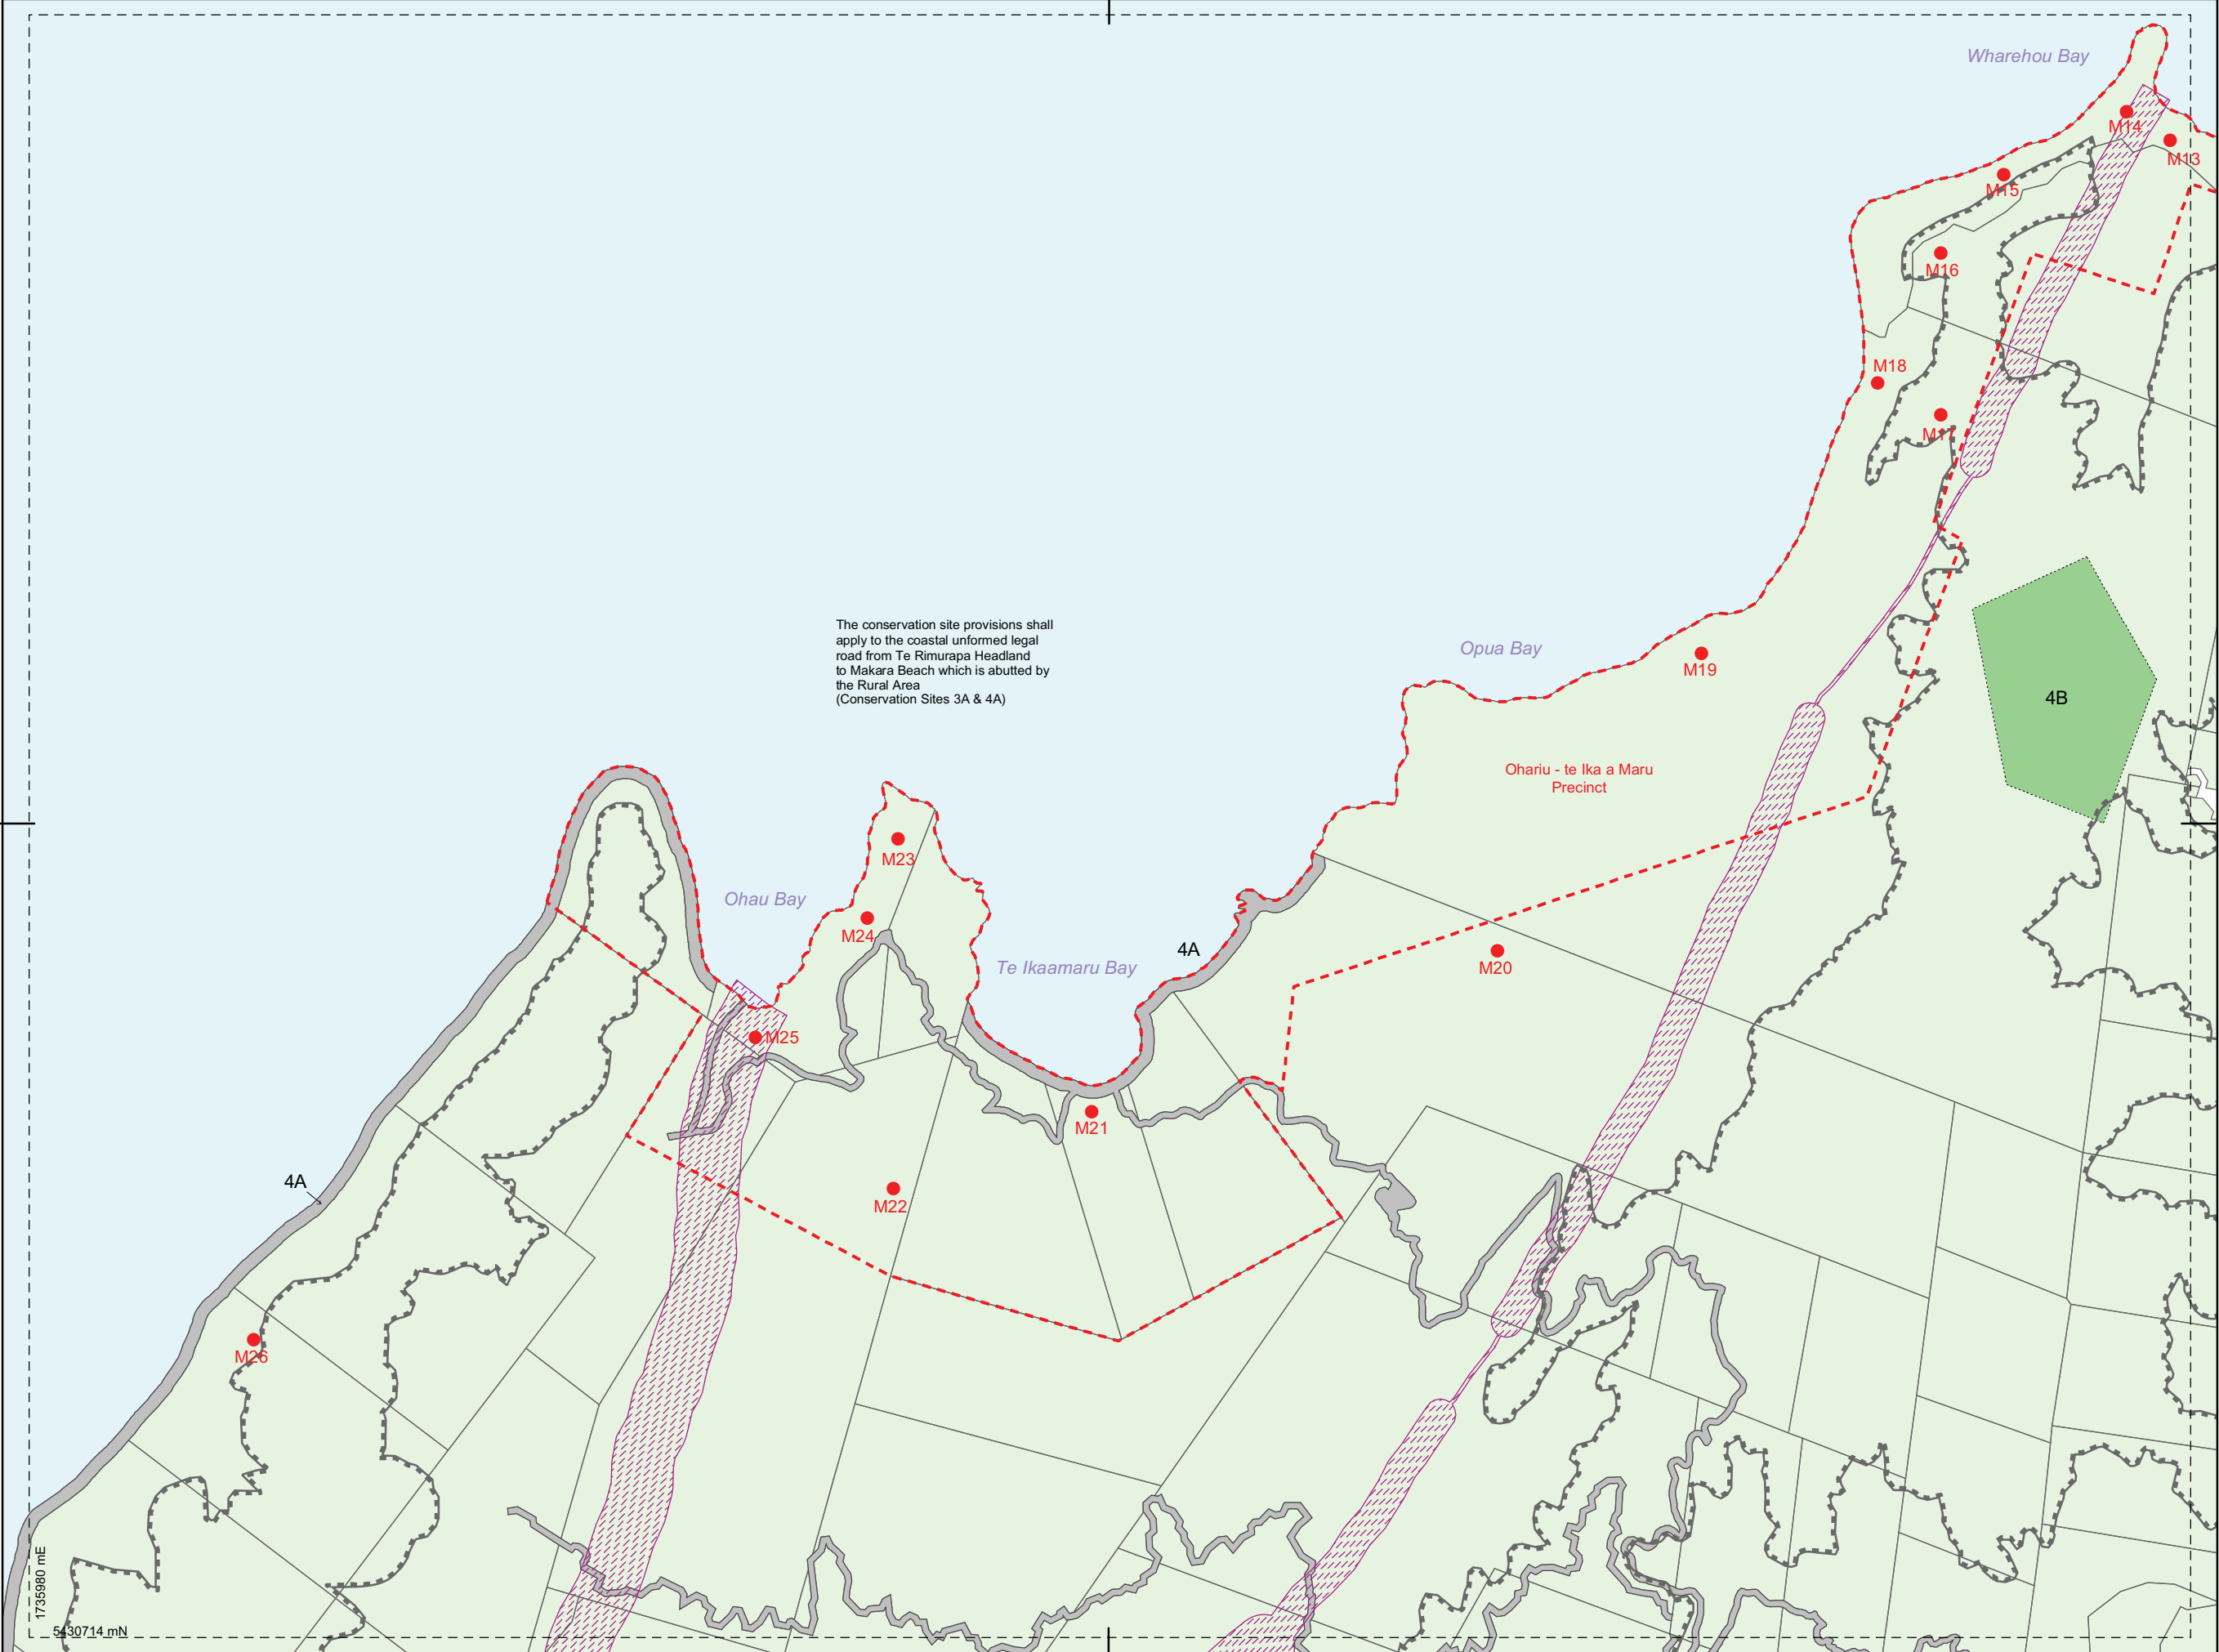 Wharehou Bay
M14
M13
M15
M16
M18
M17
The conservation site provisions shall
apply to the coastal unformed legal
road from Te Rimurapa Headland
to Makara Beach which is abutted by
the Rural Area
(Conservation Sites 3A & 4A)
Opua Bay
M19
4B
Ohariu - te Ika a Maru
Precinct
M23
Ohau Bay
M24
4A
Te Ikaamaru Bay
M20
M25
M21
4A
M22
M26
1735980 mE
5430714 mN